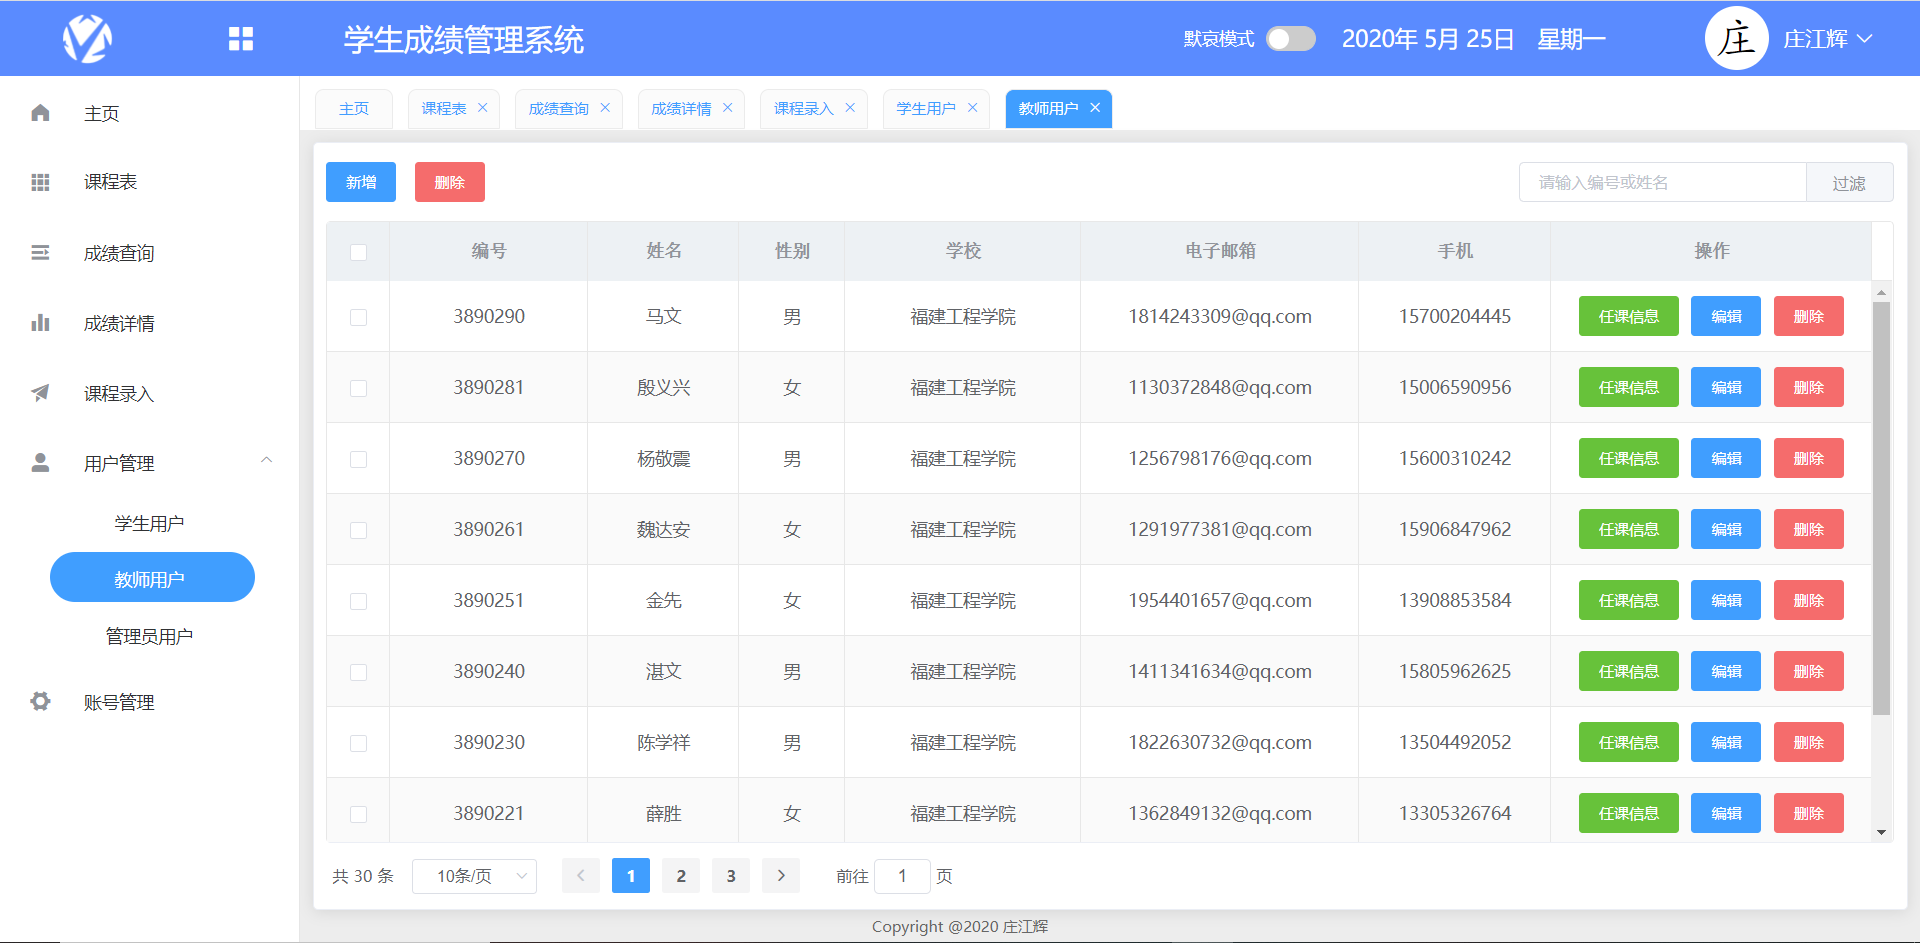 学生成绩管理系统 默哀模式 2020年 5月 25日 星期一 庄 庄江辉
主页 课程表 成绩查询 成绩详情 课程录入 学生用户 教师用户
主页
课程表
成绩查询
成绩详情
课程录入
用户管理
学生用户
教师用户
管理员用户
账号管理
新增 删除 请输入编号或姓名 过滤
编号 姓名 性别 学校 电子邮箱 手机 操作
3890290 马文 男 福建工程学院 1814243309@qq.com 15700204445 任课信息 编辑 删除
3890281 殷义兴 女 福建工程学院 1130372848@qq.com 15006590956 任课信息 编辑 删除
3890270 杨敬震 男 福建工程学院 1256798176@qq.com 15600310242 任课信息 编辑 删除
3890261 魏达安 女 福建工程学院 1291977381@qq.com 15906847962 任课信息 编辑 删除
3890251 金先 女 福建工程学院 1954401657@qq.com 13908853584 任课信息 编辑 删除
3890240 湛文 男 福建工程学院 1411341634@qq.com 15805962625 任课信息 编辑 删除
3890230 陈学祥 男 福建工程学院 1822630732@qq.com 13504492052 任课信息 编辑 删除
3890221 薛胜 女 福建工程学院 1362849132@qq.com 13305326764 任课信息 编辑 删除
共 30 条 10条/页 1 2 3 前往 1 页
Copyright @2020 庄江辉